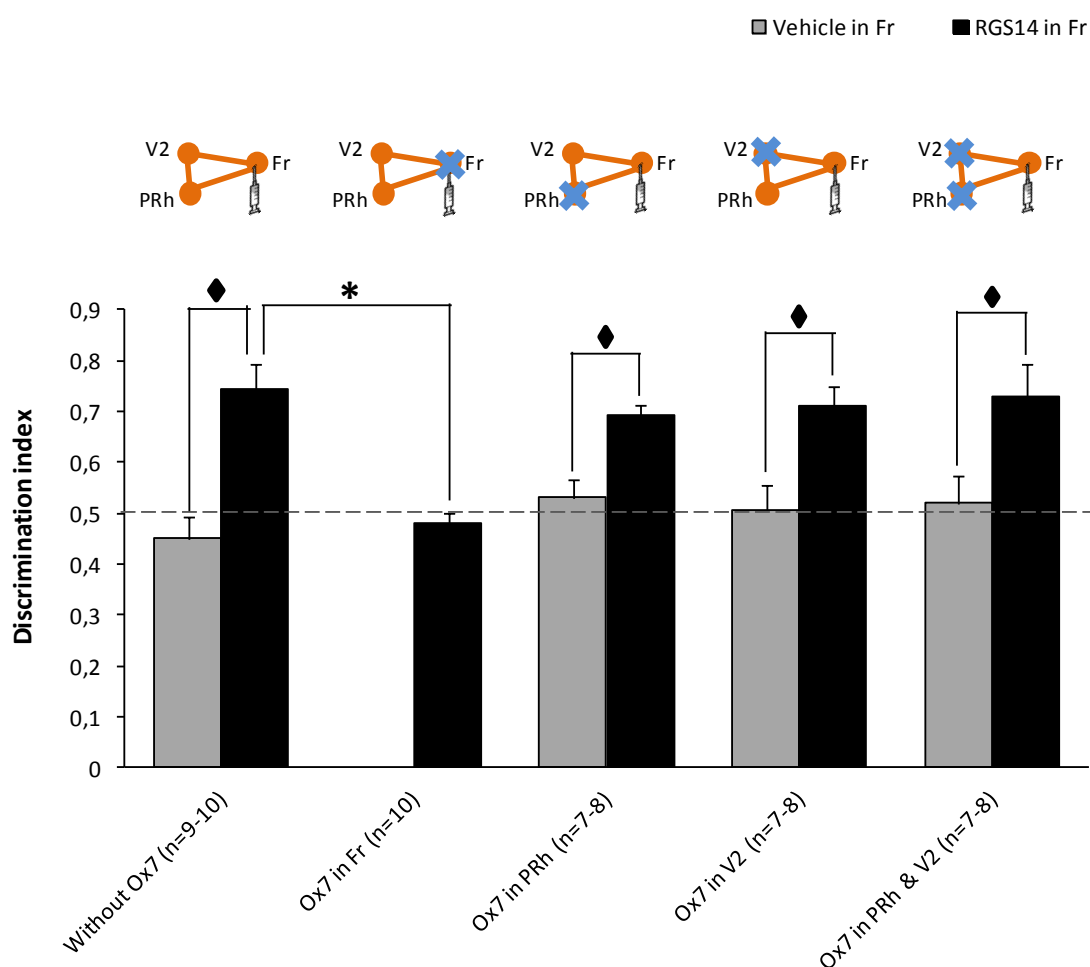 Vehicle in Fr RGS14 in Fr
V2 Fr PRh
V2 Fr PRh
V2 Fr PRh
V2 Fr PRh
V2 Fr PRh
♦ * ♦ ♦ ♦
Discrimination index
0,9
0,8
0,7
0,6
0,5
0,4
0,3
0,2
0,1
0
Without Ox7 (n=9-10)
Ox7 in Fr (n=10)
Ox7 in PRh (n=7-8)
Ox7 in V2 (n=7-8)
Ox7 in PRh & V2 (n=7-8)